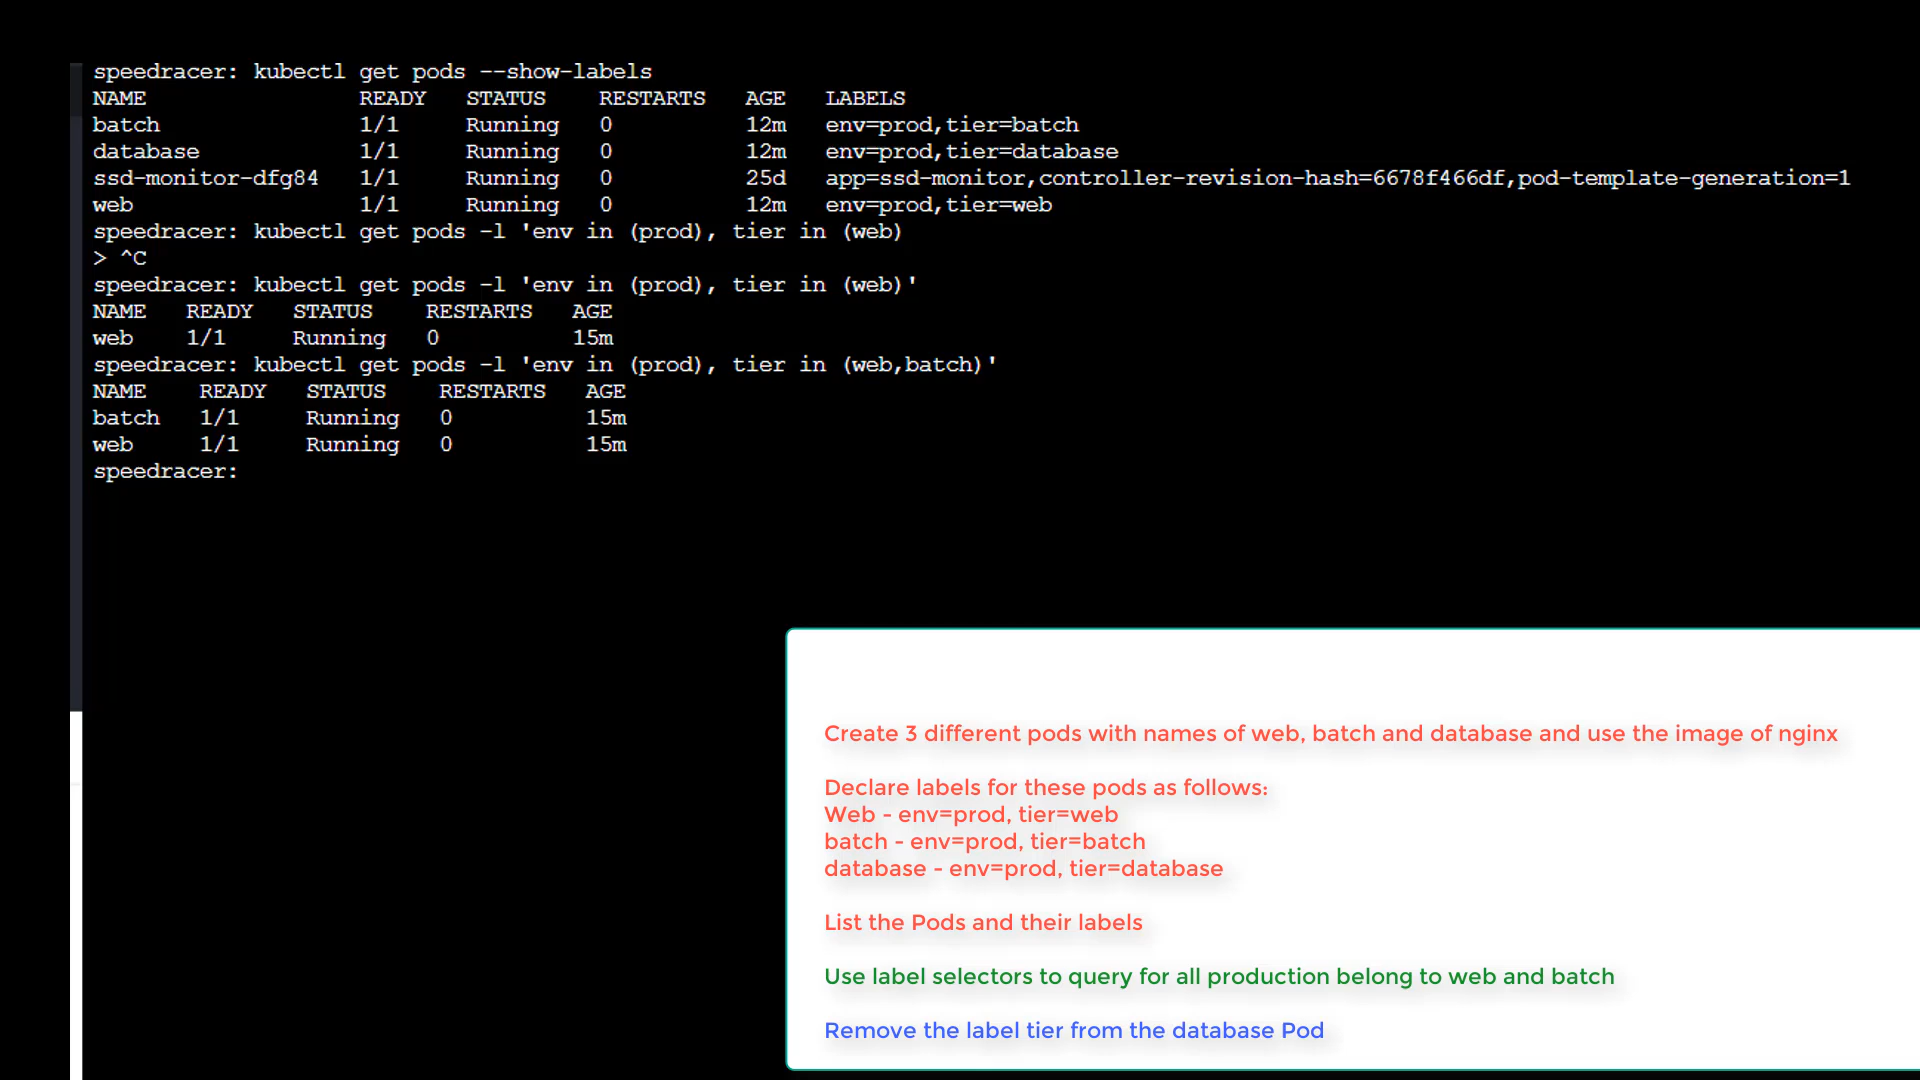 speedracer: kubectl get pods --show-labels
NAME READY STATUS RESTARTS AGE LABELS
batch 1/1 Running 0 12m env=prod,tier=batch
database 1/1 Running 0 12m env=prod,tier=database
ssd-monitor-dfg84 1/1 Running 0 25d app=ssd-monitor,controller-revision-hash=6678f466df,pod-template-generation=1
web 1/1 Running 0 12m env=prod,tier=web
speedracer: kubectl get pods -l 'env in (prod), tier in (web)
> ^C
speedracer: kubectl get pods -l 'env in (prod), tier in (web)'
NAME READY STATUS RESTARTS AGE
web 1/1 Running 0 15m
speedracer: kubectl get pods -l 'env in (prod), tier in (web,batch)'
NAME READY STATUS RESTARTS AGE
batch 1/1 Running 0 15m
web 1/1 Running 0 15m
speedracer:
Create 3 different pods with names of web, batch and database and use the image of nginx
Declare labels for these pods as follows:
Web - env=prod, tier=web
batch - env=prod, tier=batch
database - env=prod, tier=database
List the Pods and their labels
Use label selectors to query for all production belong to web and batch
Remove the label tier from the database Pod